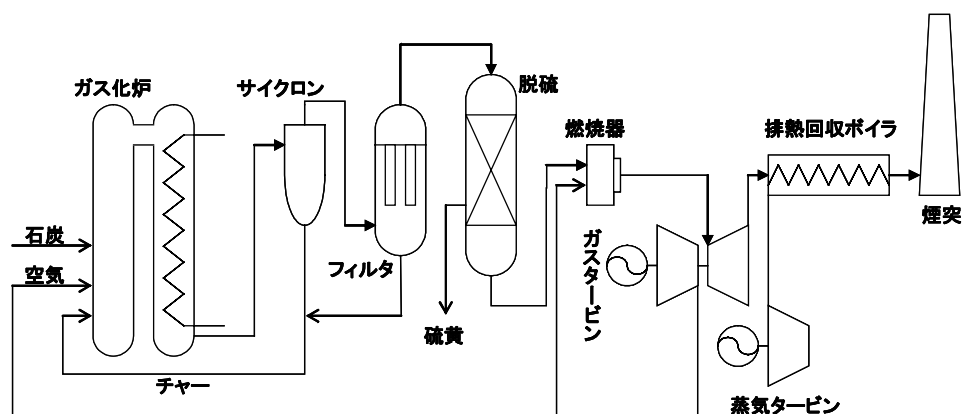 ガス化炉
サイクロン
脱硫
燃焼器
排熱回収ボイラ
煙突
石炭
空気
フィルタ
ガスタービン
硫黄
チャー
蒸気タービン